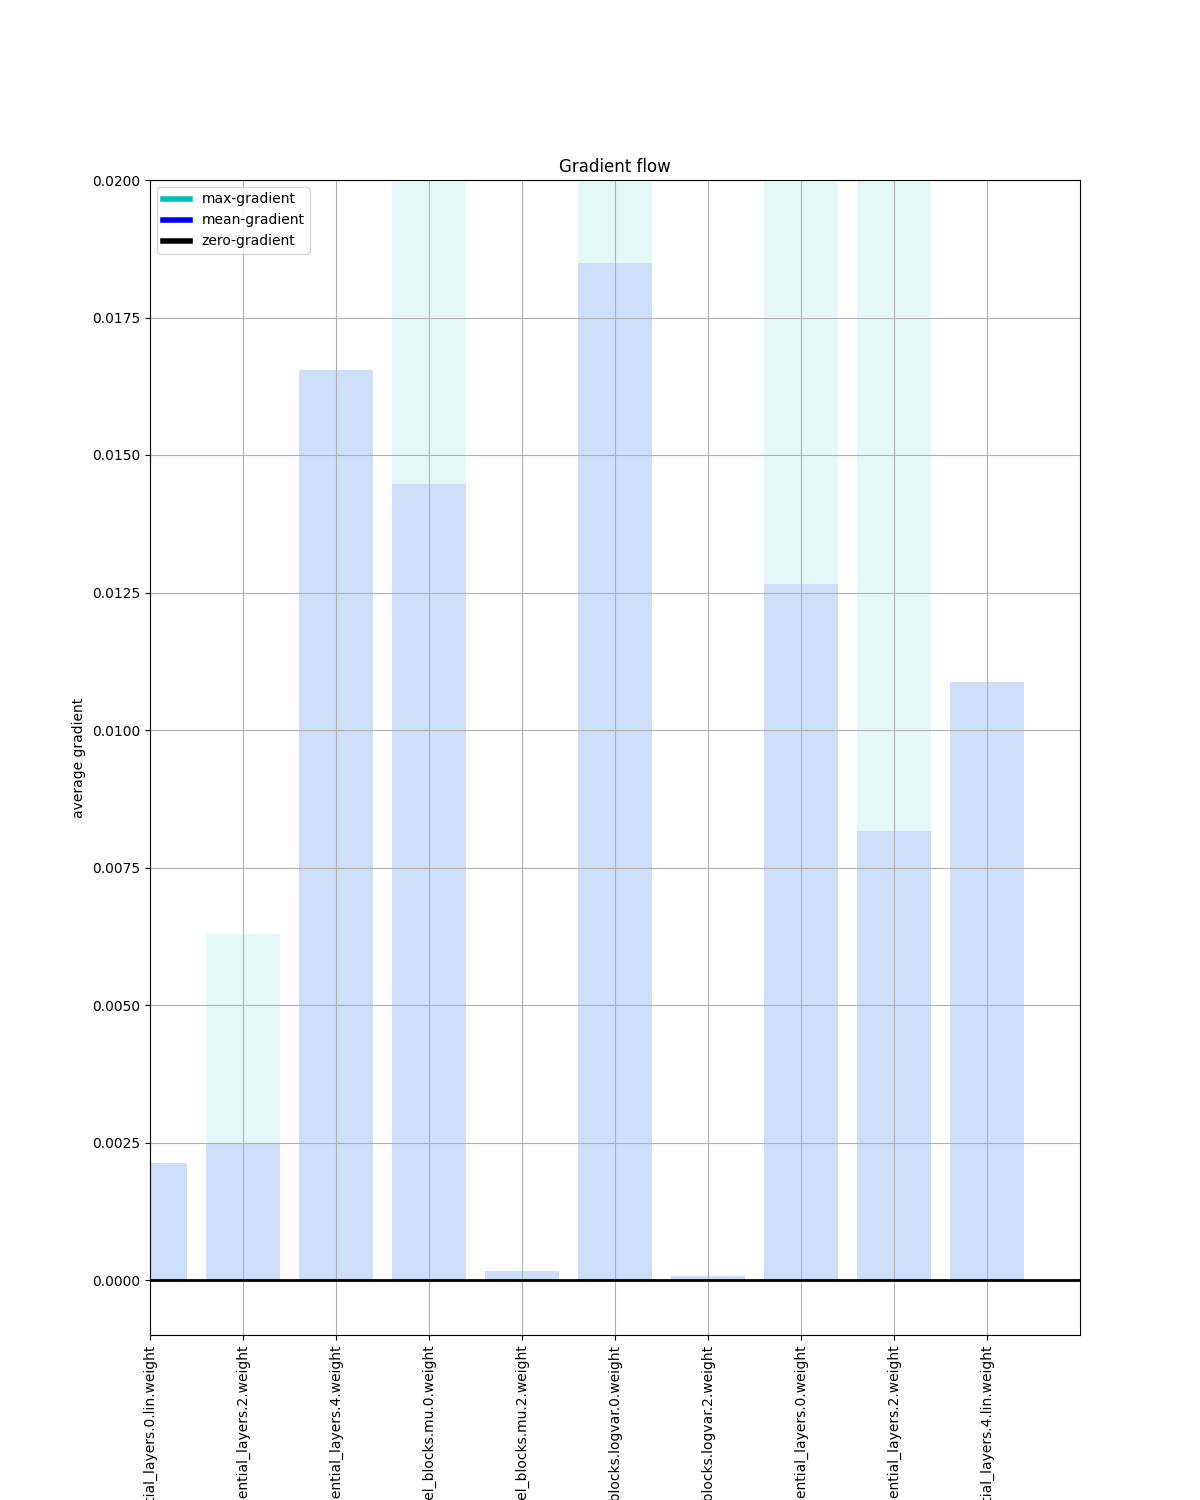 Gradient flow
max-gradient
mean-gradient
zero-gradient
0.0200
0.0175
0.0150
0.0125
0.0100
0.0075
0.0050
0.0025
0.0000
average gradient
tial_layers.0.lin.weight
ential_layers.2.weight
ential_layers.4.weight
el_blocks.mu.0.weight
el_blocks.mu.2.weight
blocks.logvar.0.weight
blocks.logvar.2.weight
ential_layers.0.weight
ential_layers.2.weight
tial_layers.4.lin.weight